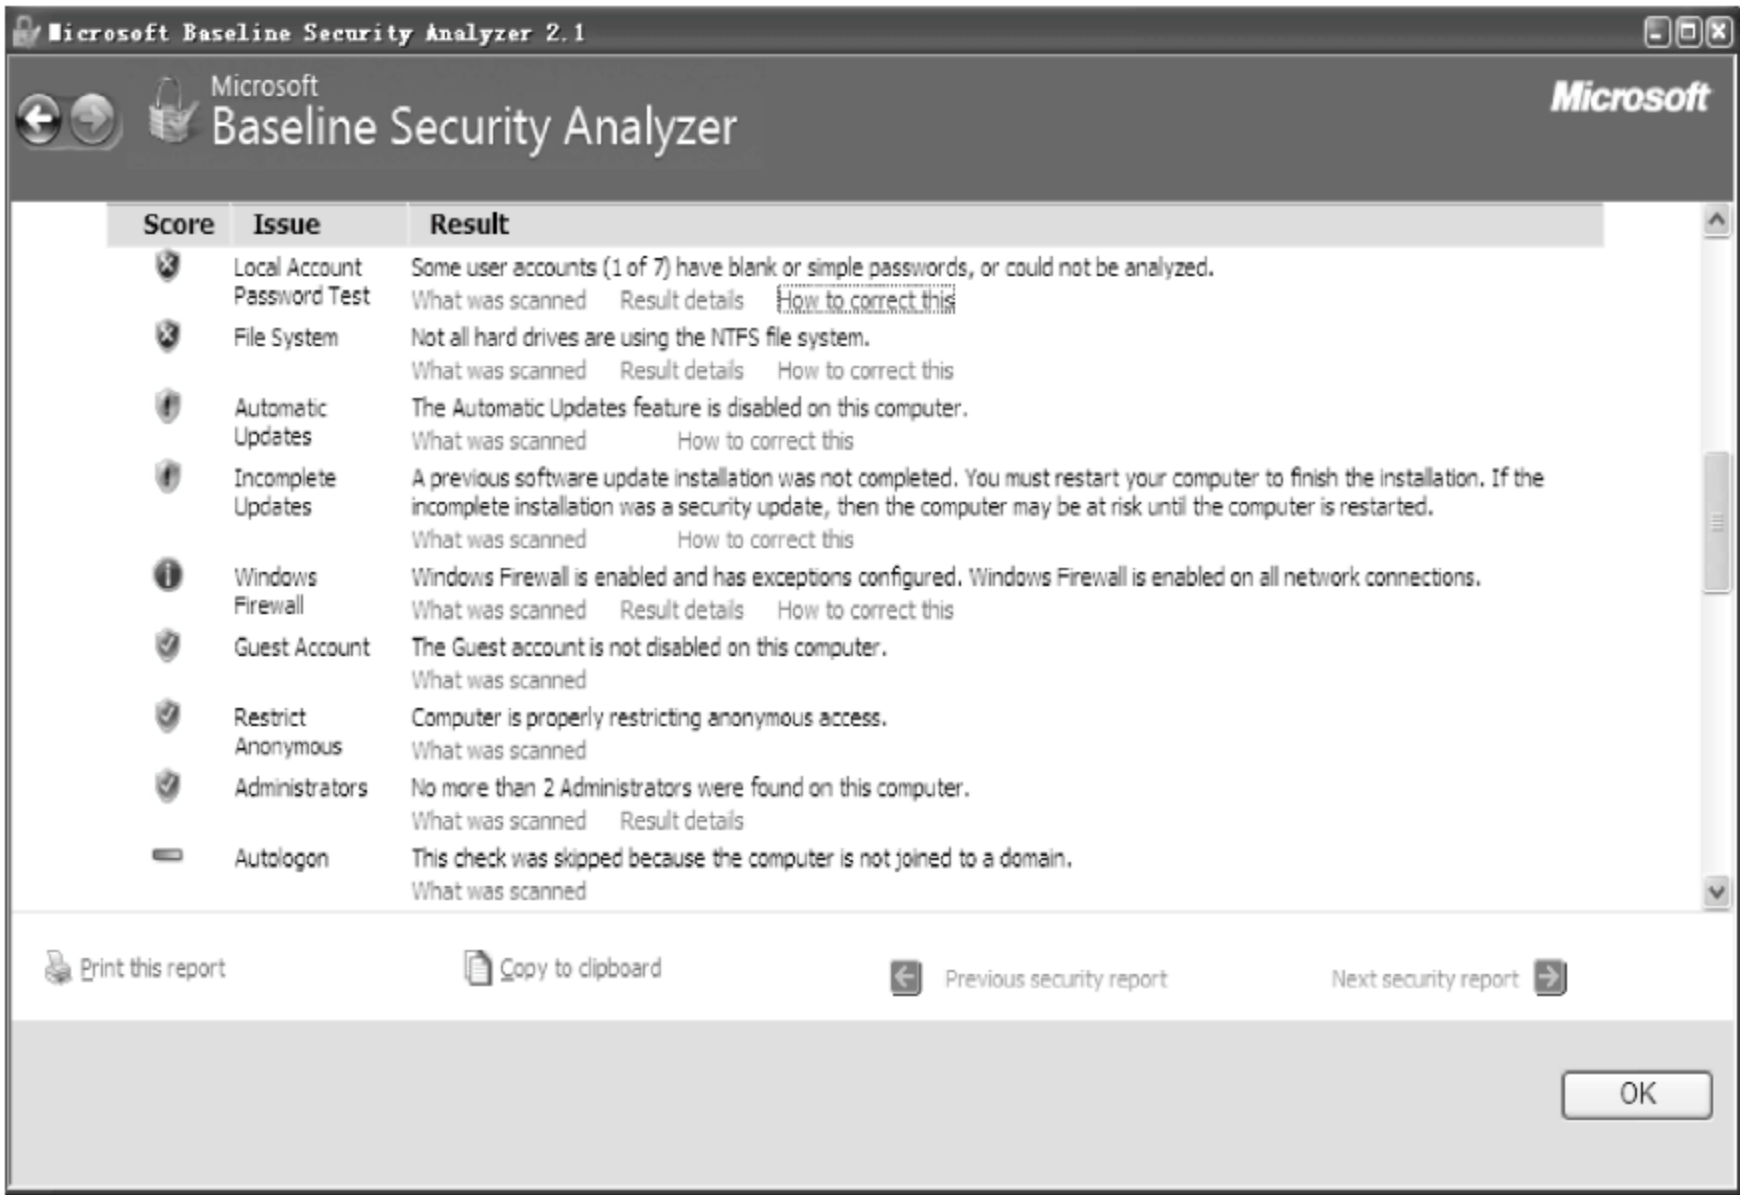 Microsoft Baseline Security Analyzer 2.1
Microsoft
Baseline Security Analyzer
Microsoft
Score Issue Result
Local Account Password Test
Some user accounts (1 of 7) have blank or simple passwords, or could not be analyzed.
What was scanned Result details How to correct this
File System
Not all hard drives are using the NTFS file system.
What was scanned Result details How to correct this
Automatic Updates
The Automatic Updates feature is disabled on this computer.
What was scanned How to correct this
Incomplete Updates
A previous software update installation was not completed. You must restart your computer to finish the installation. If the
incomplete installation was a security update, then the computer may be at risk until the computer is restarted.
What was scanned How to correct this
Windows Firewall
Windows Firewall is enabled and has exceptions configured. Windows Firewall is enabled on all network connections.
What was scanned Result details How to correct this
Guest Account
The Guest account is not disabled on this computer.
What was scanned
Restrict Anonymous
Computer is properly restricting anonymous access.
What was scanned
Administrators
No more than 2 Administrators were found on this computer.
What was scanned Result details
Autologon
This check was skipped because the computer is not joined to a domain.
What was scanned
Print this report
Copy to clipboard
Previous security report
Next security report
OK